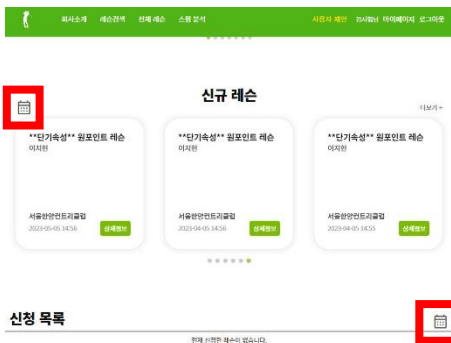 회사소개 레슨검색 전체 레슨 스윙 분석 사용자 제안 마이페이지 로그아웃
신규 레슨
더보기 +
**단기속성** 원포인트 레슨 **단기속성** 원포인트 레슨 **단기속성** 원포인트 레슨
이지현 이지현 이지현
서울한양컨트리클럽 서울한양컨트리클럽 서울한양컨트리클럽
2023-05-05 14:56 상세정보 2023-04-05 14:56 상세정보 2023-04-05 14:55 상세정보
신청 목록
현재 신청한 레슨이 없습니다.